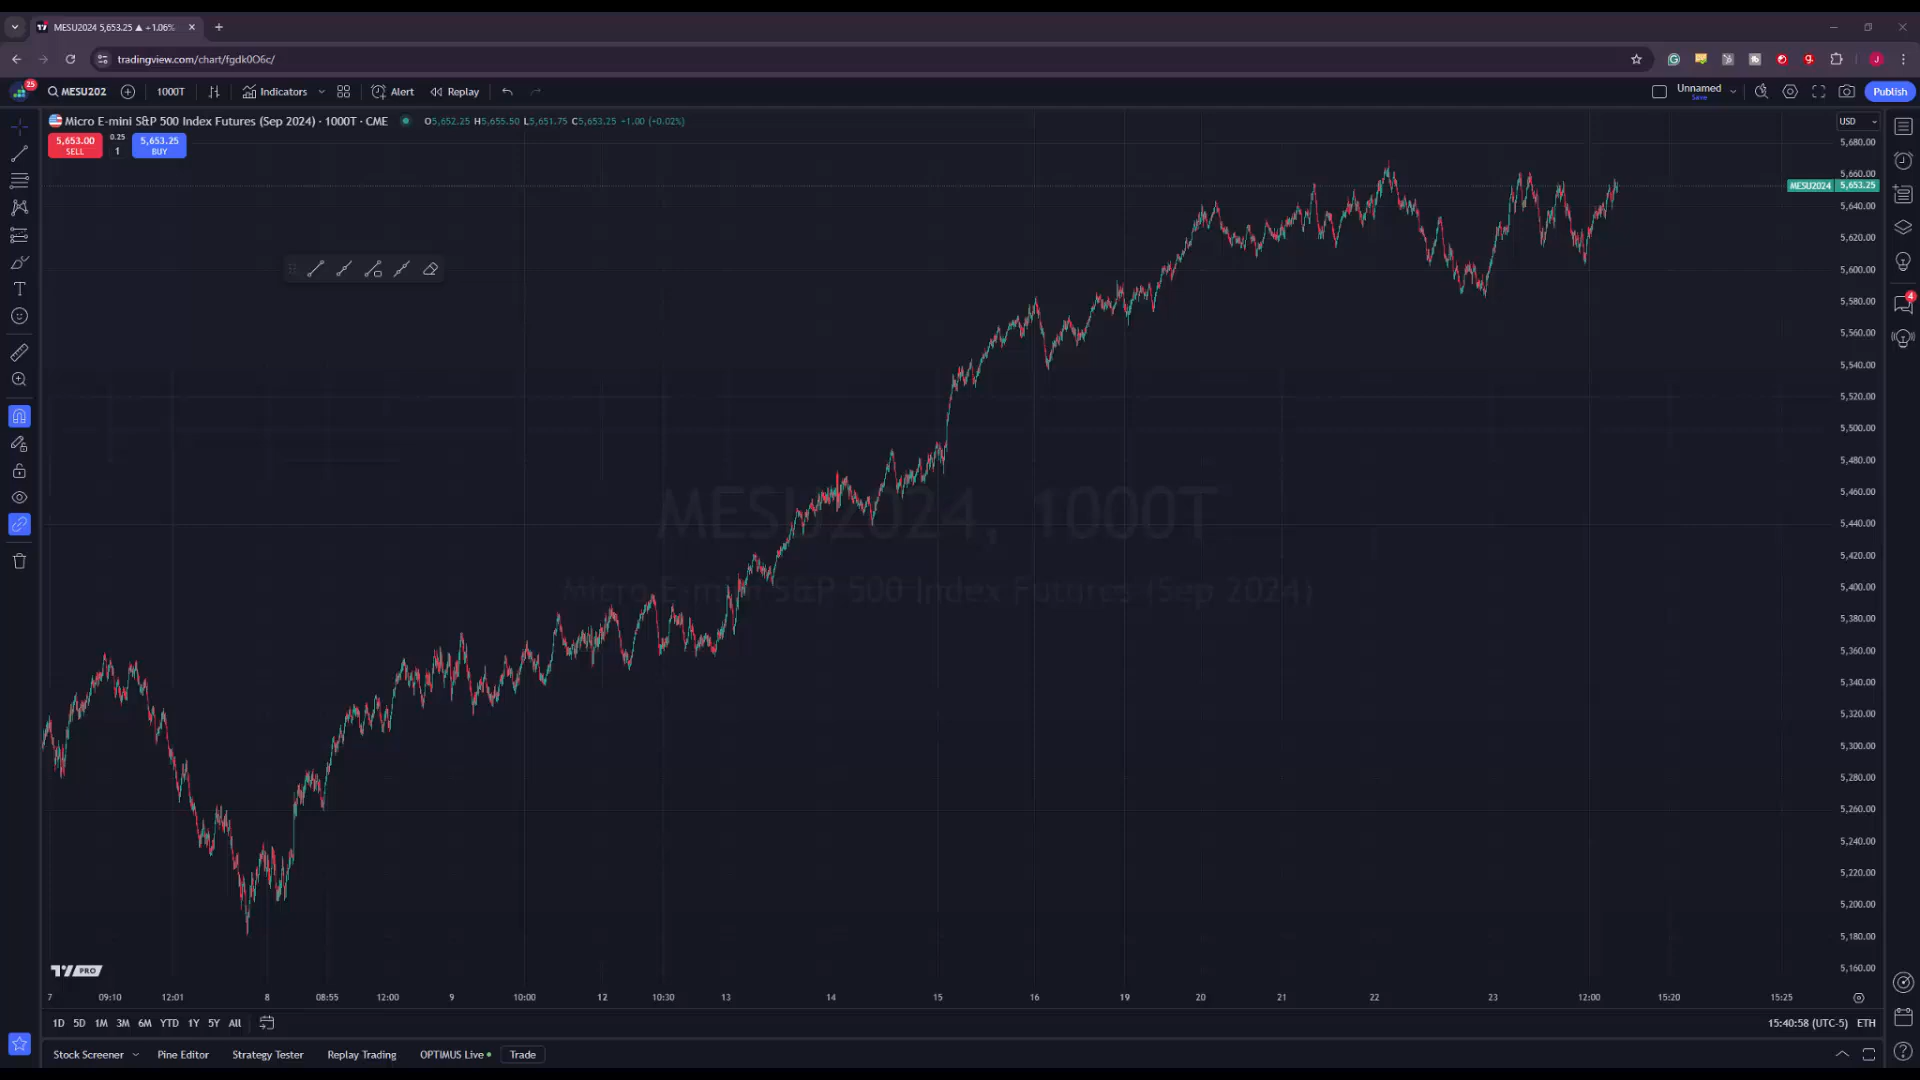 MESU2024 5,653.25 ▲ +1.06%
tradingview.com/chart/fgdk0O6c/
25
MESU202
1000T
Indicators
Alert
Replay
Unnamed
Save
Publish
Micro E-mini S&P 500 Index Futures (Sep 2024) · 1000T · CME
O5,652.25 H5,655.50 L5,651.75 C5,653.25 +1.00 (+0.02%)
USD
5,653.00
SELL
0.25
1
5,653.25
BUY
5,680.00
5,660.00
MESU2024 5,653.25
5,640.00
5,620.00
5,600.00
5,580.00
5,560.00
5,540.00
5,520.00
5,500.00
5,480.00
5,460.00
5,440.00
5,420.00
5,400.00
5,380.00
5,360.00
5,340.00
5,320.00
5,300.00
5,280.00
5,260.00
5,240.00
5,220.00
5,200.00
5,180.00
5,160.00
4
MESU2024, 1000T
Micro E-mini S&P 500 Index Futures (Sep 2024)
PRO
7 09:10 12:01 8 08:55 12:00 9 10:00 12 10:30 13 14 15 16 19 20 21 22 23 12:00 15:20 15:25
1D 5D 1M 3M 6M YTD 1Y 5Y All
15:40:58 (UTC-5) ETH
Stock Screener Pine Editor Strategy Tester Replay Trading OPTIMUS Live Trade